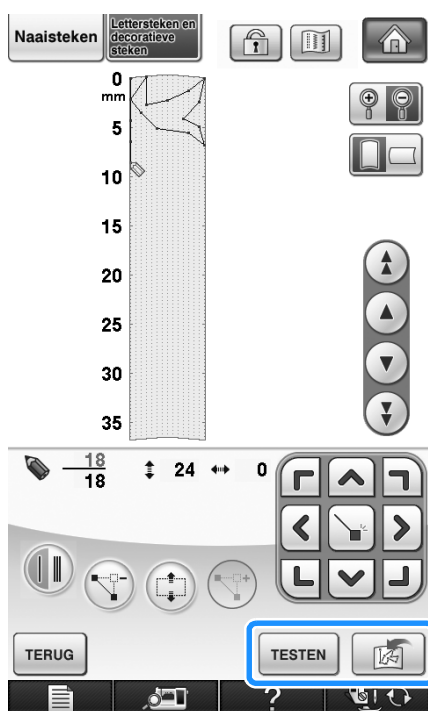 Naaisteken
Lettersteken en
decoratieve
steken
0
mm
5
10
15
20
25
30
35
18
18
24
0
TERUG
TESTEN
?